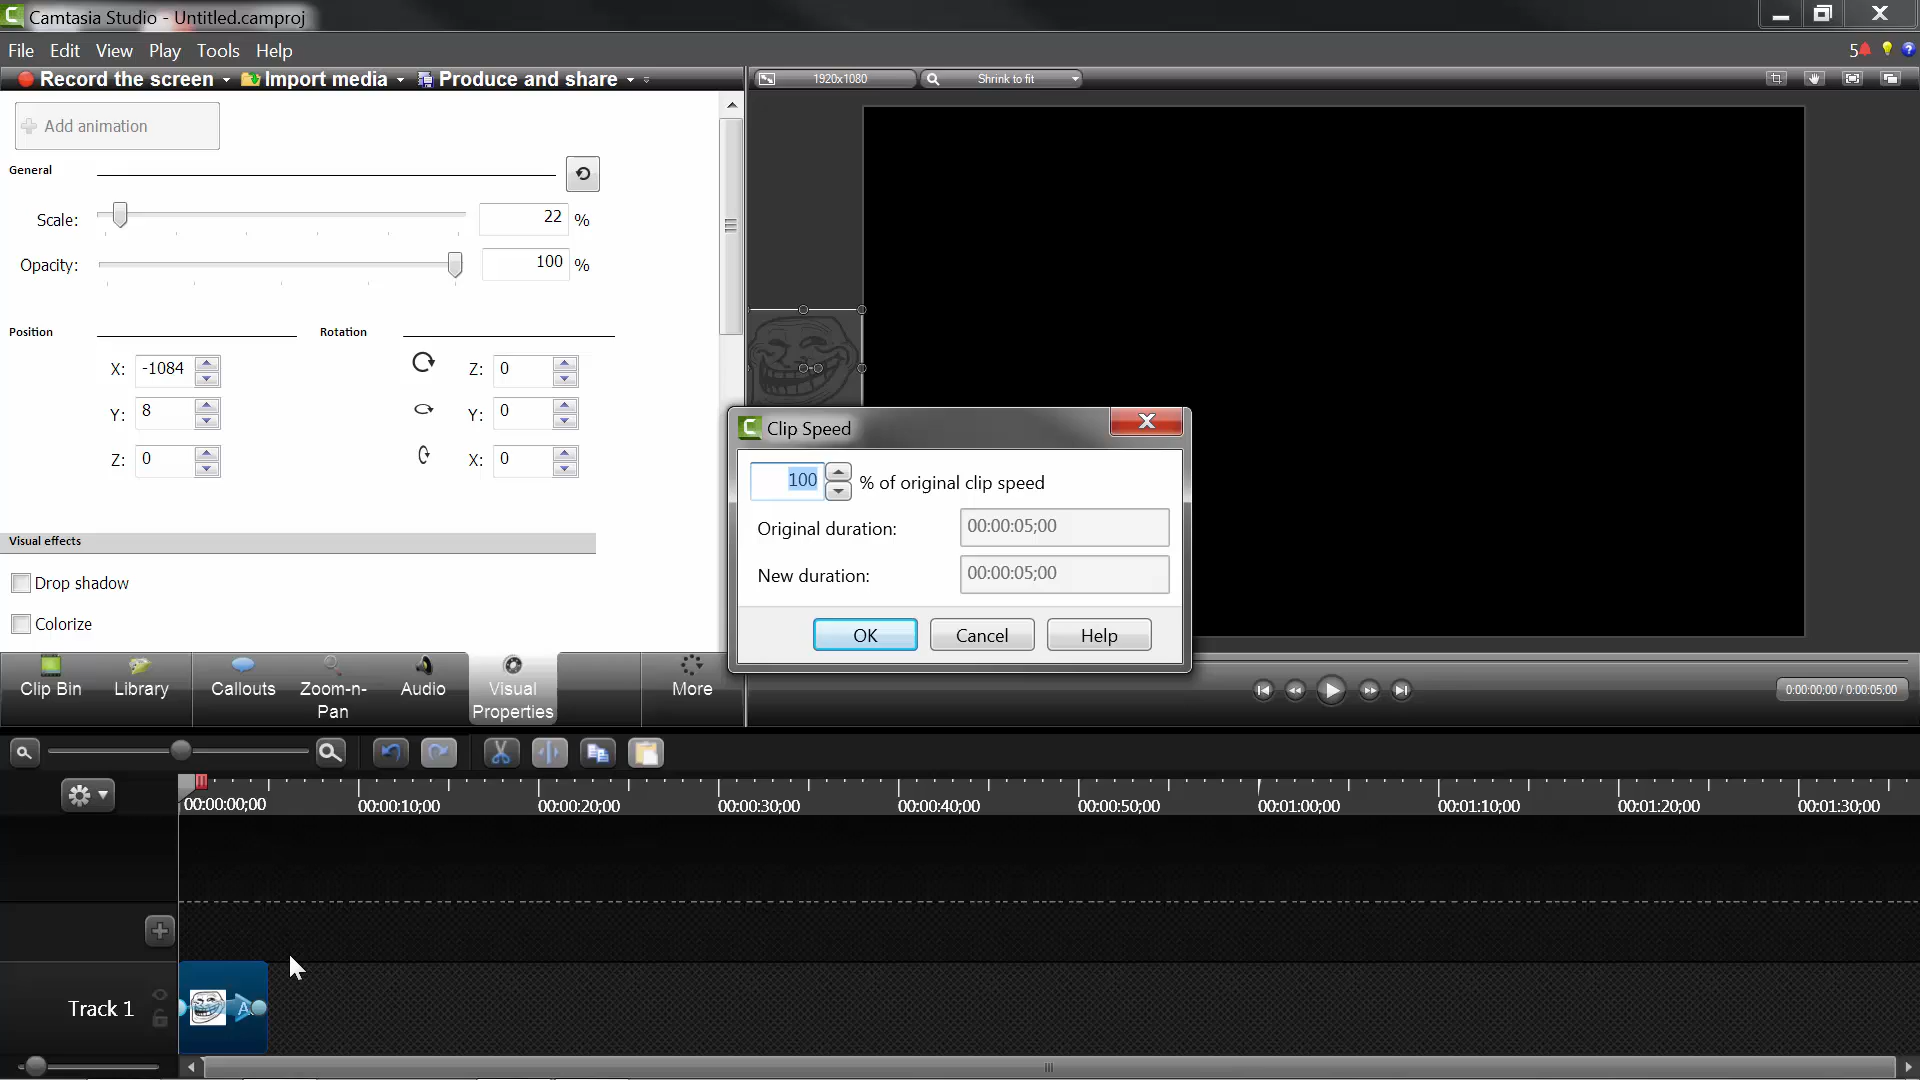 Camtasia Studio - Untitled.camproj
File Edit View Play Tools Help
5
Record the screen Import media Produce and share
1920x1080 Shrink to fit
Add animation
General
Scale: 22 %
Opacity: 100 %
Position Rotation
X: -1084 Z: 0
Y: 8 Y: 0
Z: 0 X: 0
Visual effects
Drop shadow
Colorize
Clip Speed
100 % of original clip speed
Original duration: 00:00:05;00
New duration: 00:00:05;00
OK Cancel Help
Clip Bin Library Callouts Zoom-n-Pan Audio Visual Properties More
0:00:00;00 / 0:00:05;00
00:00:00;00 00:00:10;00 00:00:20;00 00:00:30;00 00:00:40;00 00:00:50;00 00:01:00;00 00:01:10;00 00:01:20;00 00:01:30;00
Track 1 A